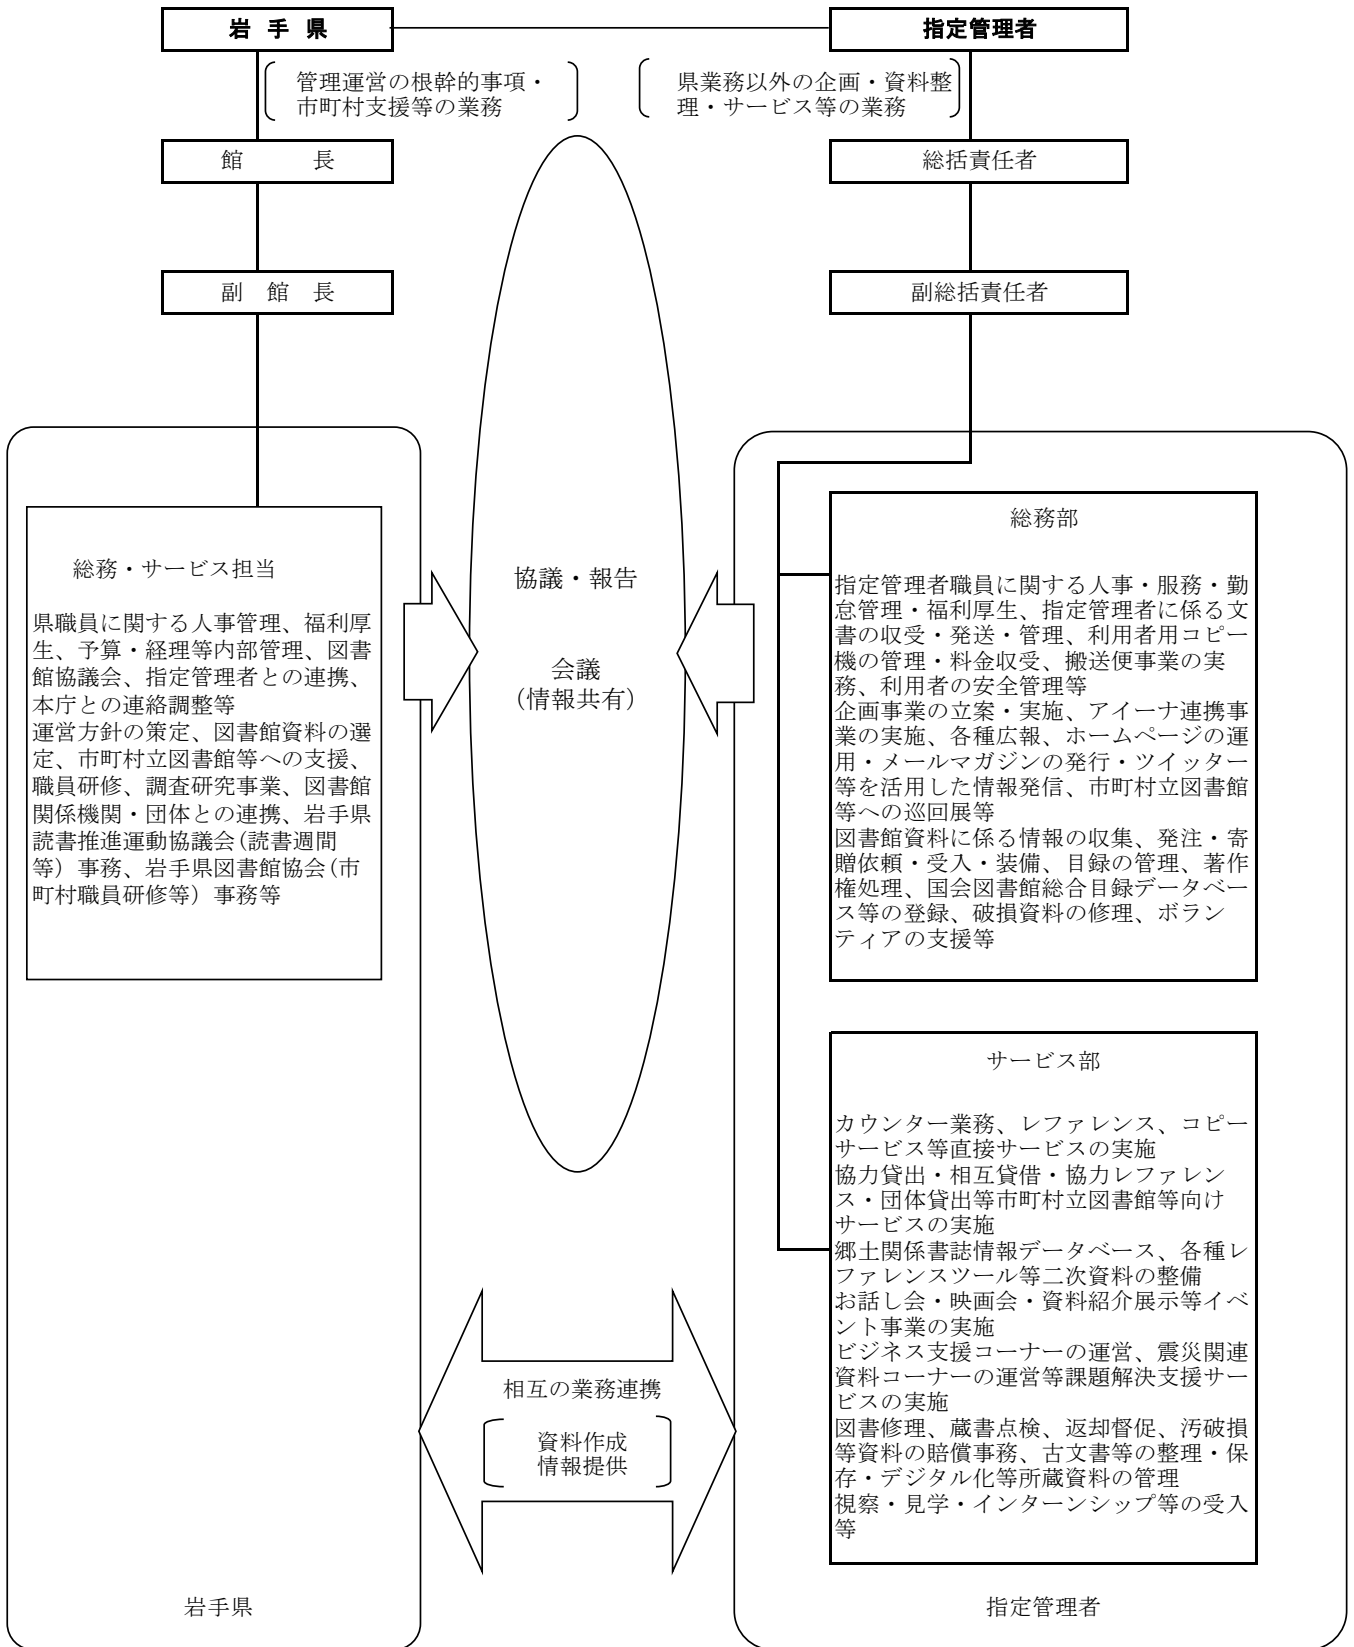 岩 手 県
指定管理者
管理運営の根幹的事項・
市町村支援等の業務
県業務以外の企画・資料整
理・サービス等の業務
館 長
総括責任者
副 館 長
副総括責任者
総務・サービス担当
県職員に関する人事管理、福利厚
生、予算・経理等内部管理、図書
館協議会、指定管理者との連携、
本庁との連絡調整等
運営方針の策定、図書館資料の選
定、市町村立図書館等への支援、
職員研修、調査研究事業、図書館
関係機関・団体との連携、岩手県
読書推進運動協議会(読書週間
等）事務、岩手県図書館協会(市
町村職員研修等）事務等
協議・報告
会議
（情報共有）
総務部
指定管理者職員に関する人事・服務・勤
怠管理・福利厚生、指定管理者に係る文
書の収受・発送・管理、利用者用コピー
機の管理・料金収受、搬送便事業の実
務、利用者の安全管理等
企画事業の立案・実施、アイーナ連携事
業の実施、各種広報、ホームページの運
用・メールマガジンの発行・ツイッター
等を活用した情報発信、市町村立図書館
等への巡回展等
図書館資料に係る情報の収集、発注・寄
贈依頼・受入・装備、目録の管理、著作
権処理、国会図書館総合目録データベー
ス等の登録、破損資料の修理、ボラン
ティアの支援等
サービス部
カウンター業務、レファレンス、コピー
サービス等直接サービスの実施
協力貸出・相互貸借・協力レファレン
ス・団体貸出等市町村立図書館等向け
サービスの実施
郷土関係書誌情報データベース、各種レ
ファレンスツール等二次資料の整備
お話し会・映画会・資料紹介展示等イベ
ント事業の実施
ビジネス支援コーナーの運営、震災関連
資料コーナーの運営等課題解決支援サー
ビスの実施
図書修理、蔵書点検、返却督促、汚破損
等資料の賠償事務、古文書等の整理・保
存・デジタル化等所蔵資料の管理
視察・見学・インターンシップ等の受入
等
相互の業務連携
資料作成
情報提供
岩手県
指定管理者